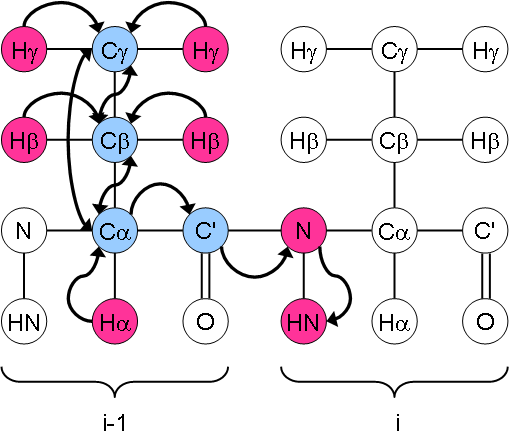 Hγ Cγ Hγ Hγ Cγ Hγ
Hβ Cβ Hβ Hβ Cβ Hβ
N Cα C' N Cα C'
HN Hα O HN Hα O
i-1 i